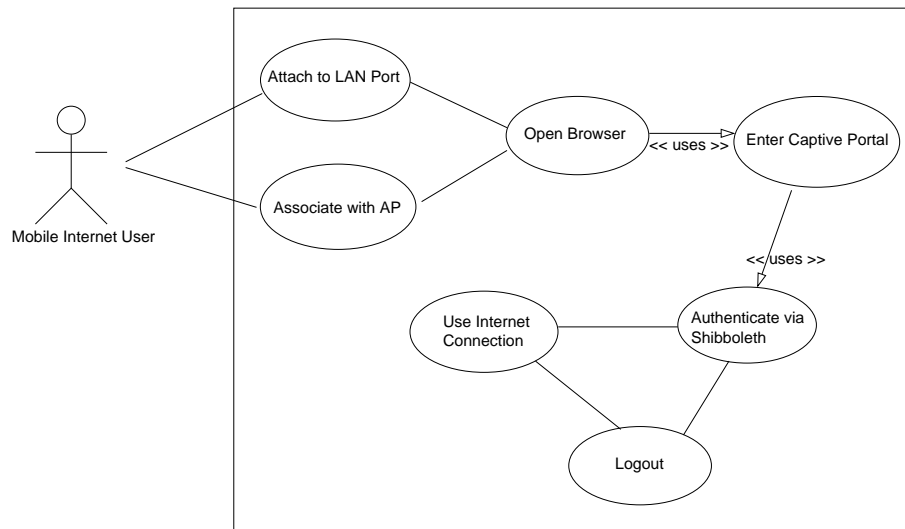 Attach to LAN Port
Open Browser
<< uses >>
Enter Captive Portal
Associate with AP
Mobile Internet User
<< uses >>
Use Internet
Connection
Authenticate via
Shibboleth
Logout